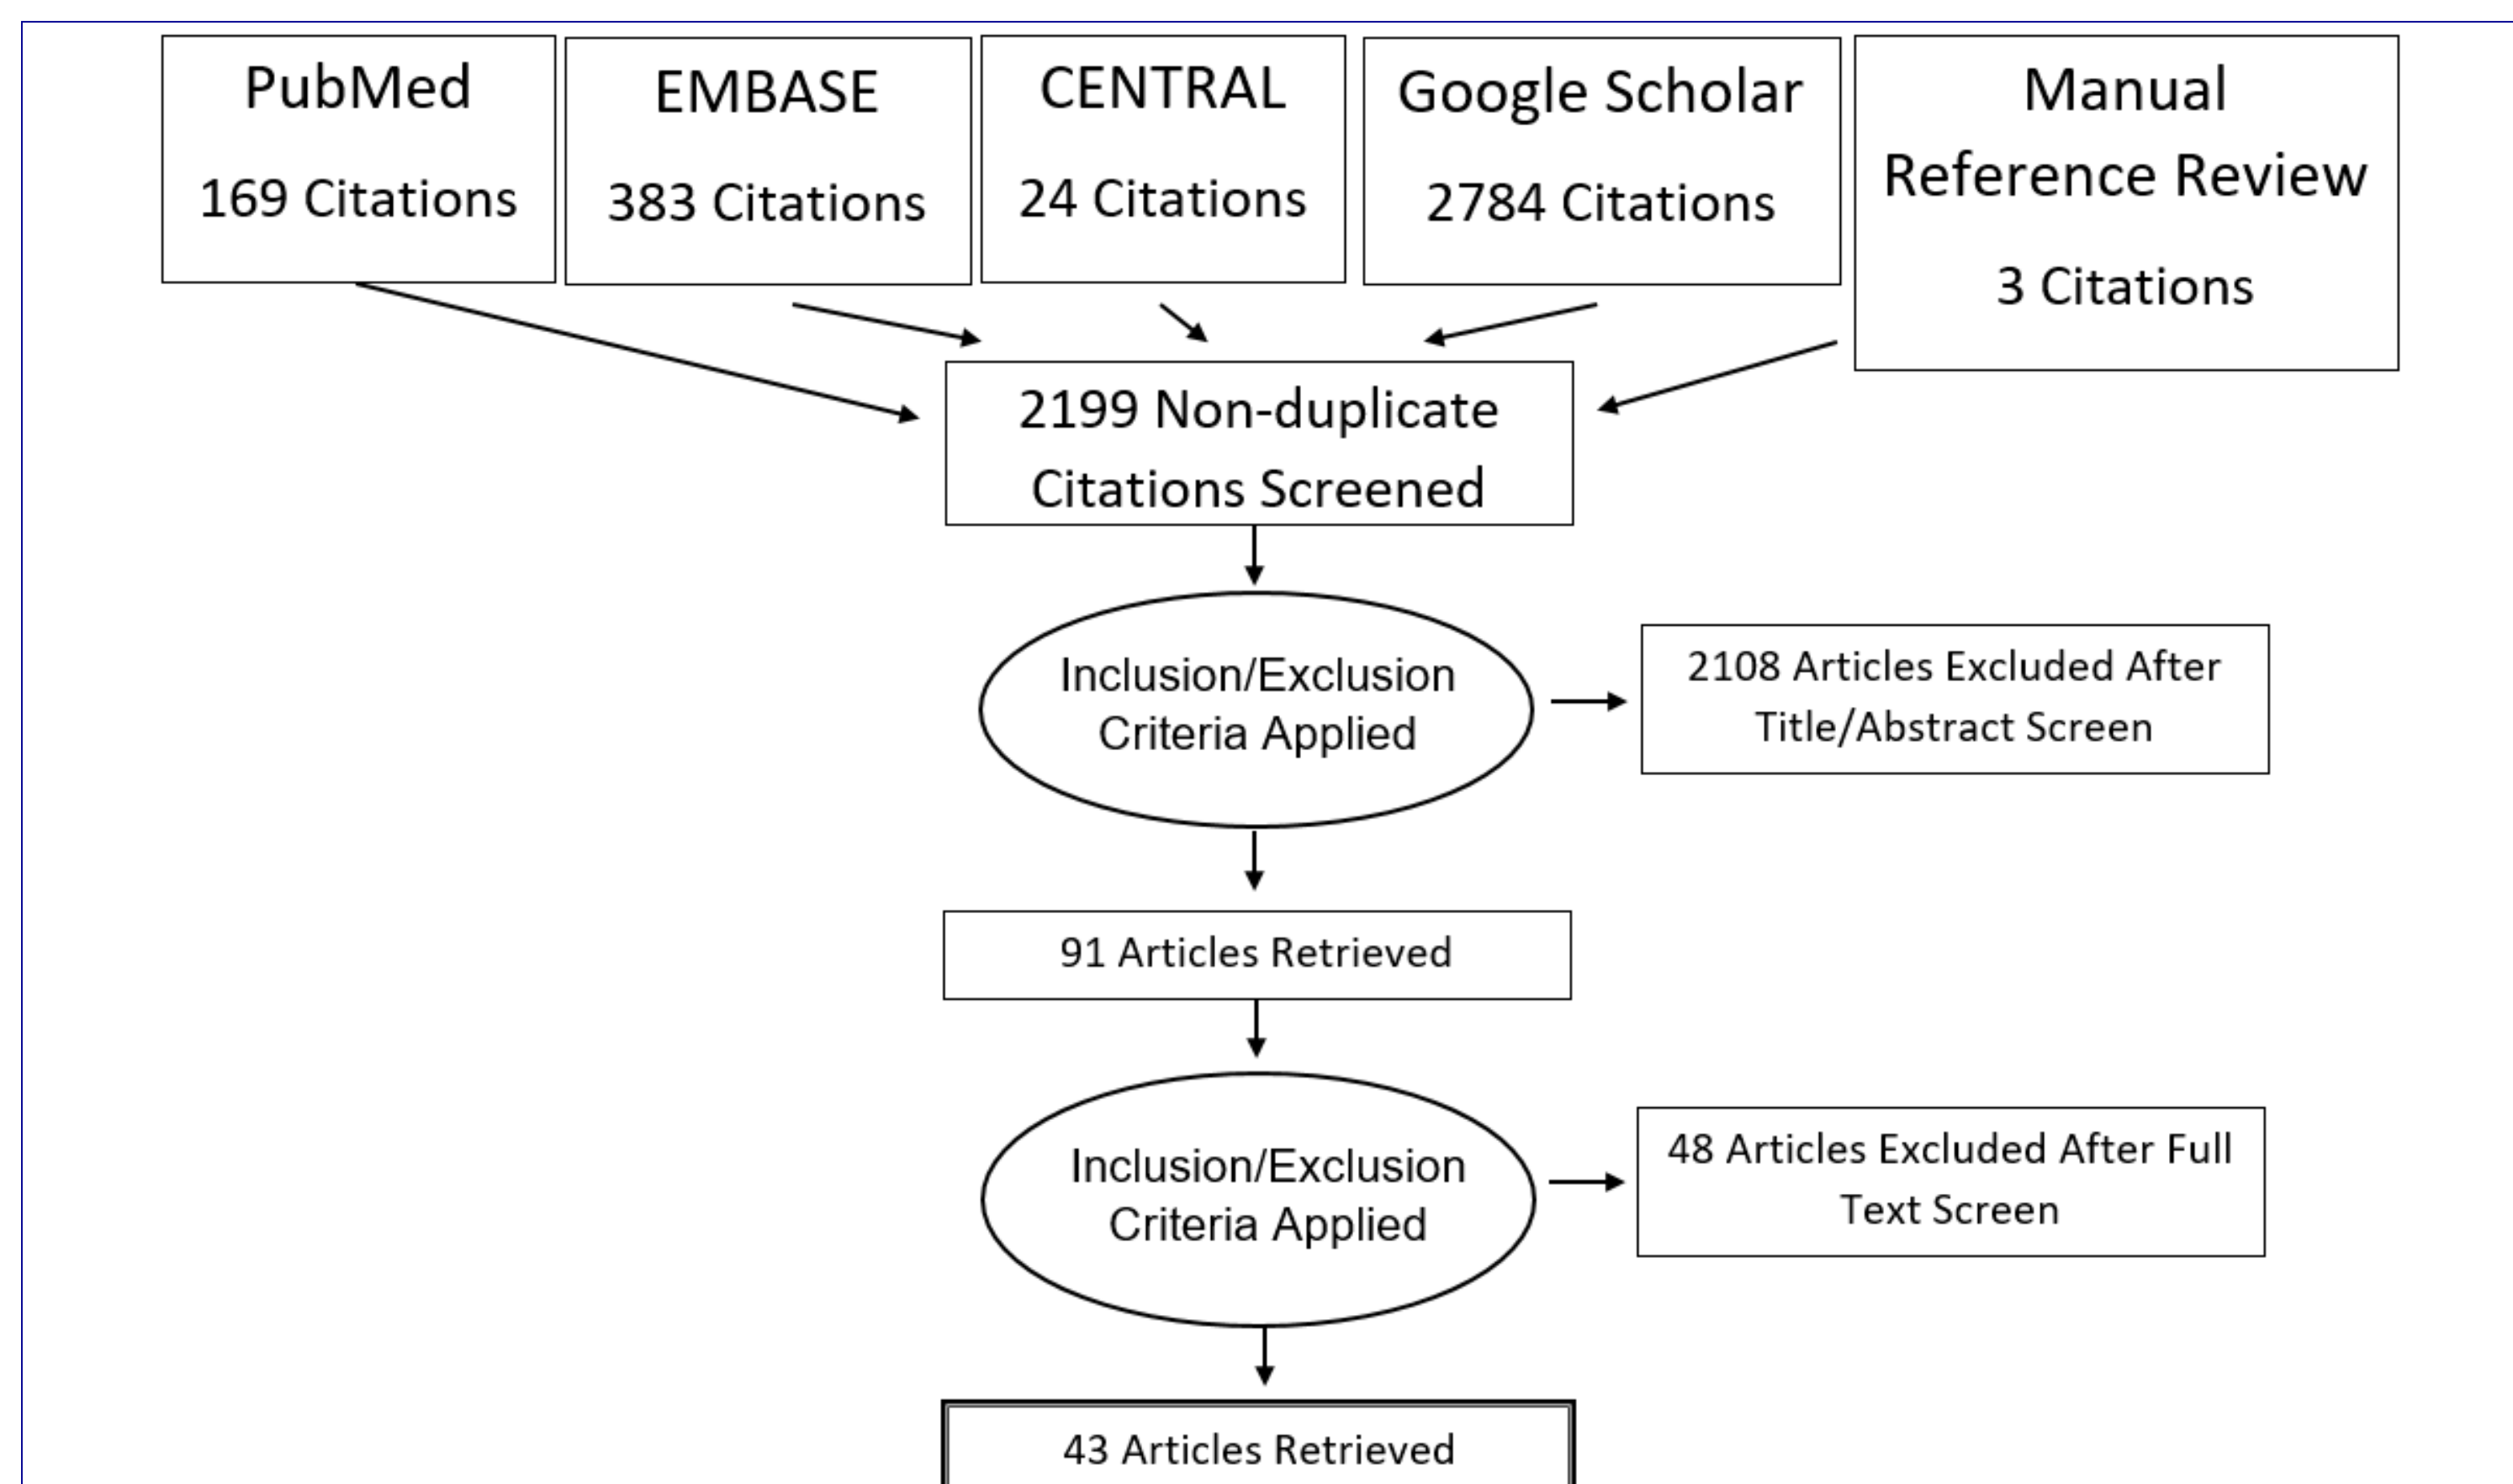 PubMed
169 Citations
EMBASE
383 Citations
CENTRAL
24 Citations
Google Scholar
2784 Citations
Manual
Reference Review
3 Citations
2199 Non-duplicate
Citations Screened
Inclusion/Exclusion
Criteria Applied
2108 Articles Excluded After
Title/Abstract Screen
91 Articles Retrieved
Inclusion/Exclusion
Criteria Applied
48 Articles Excluded After Full
Text Screen
43 Articles Retrieved